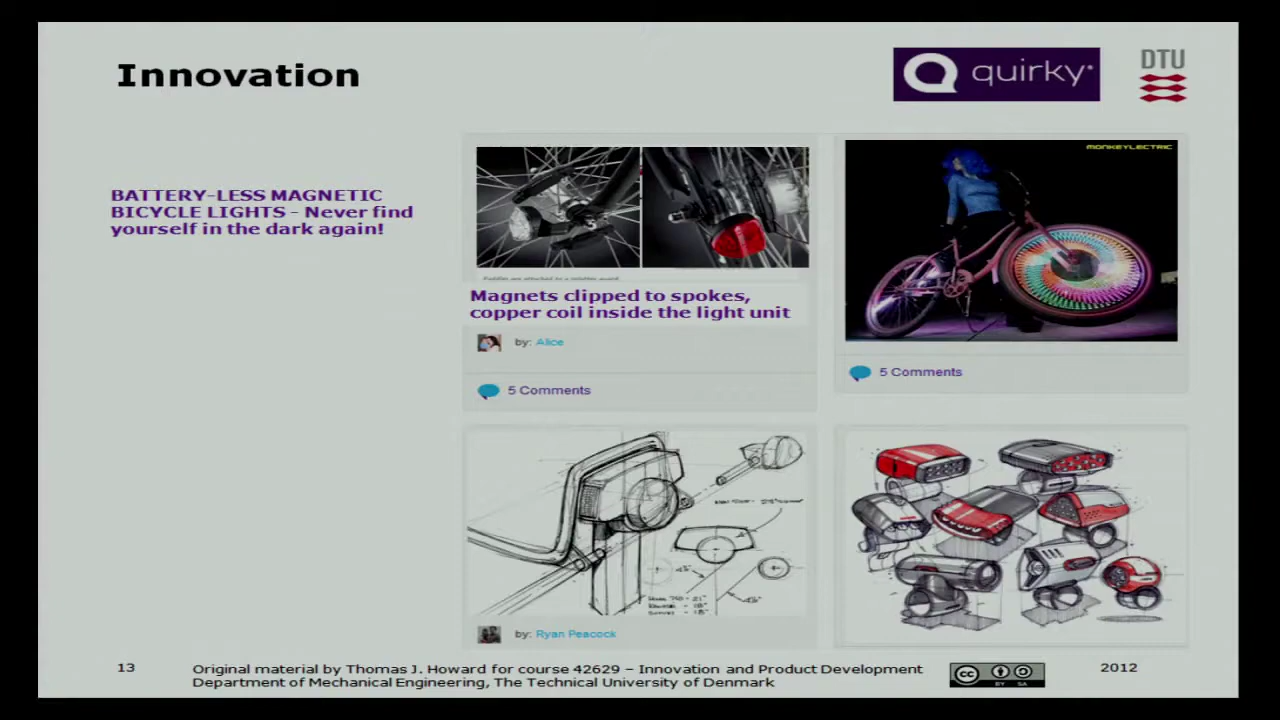 Innovation
quirky
DTU
BATTERY-LESS MAGNETIC
BICYCLE LIGHTS - Never find
yourself in the dark again!
Magnets clipped to spokes,
copper coil inside the light unit
by: Alice
5 Comments
MONKEYLECTRIC
5 Comments
by: Ryan Peacock
13
Original material by Thomas J. Howard for course 42629 – Innovation and Product Development
Department of Mechanical Engineering, The Technical University of Denmark
cc
BY SA
2012